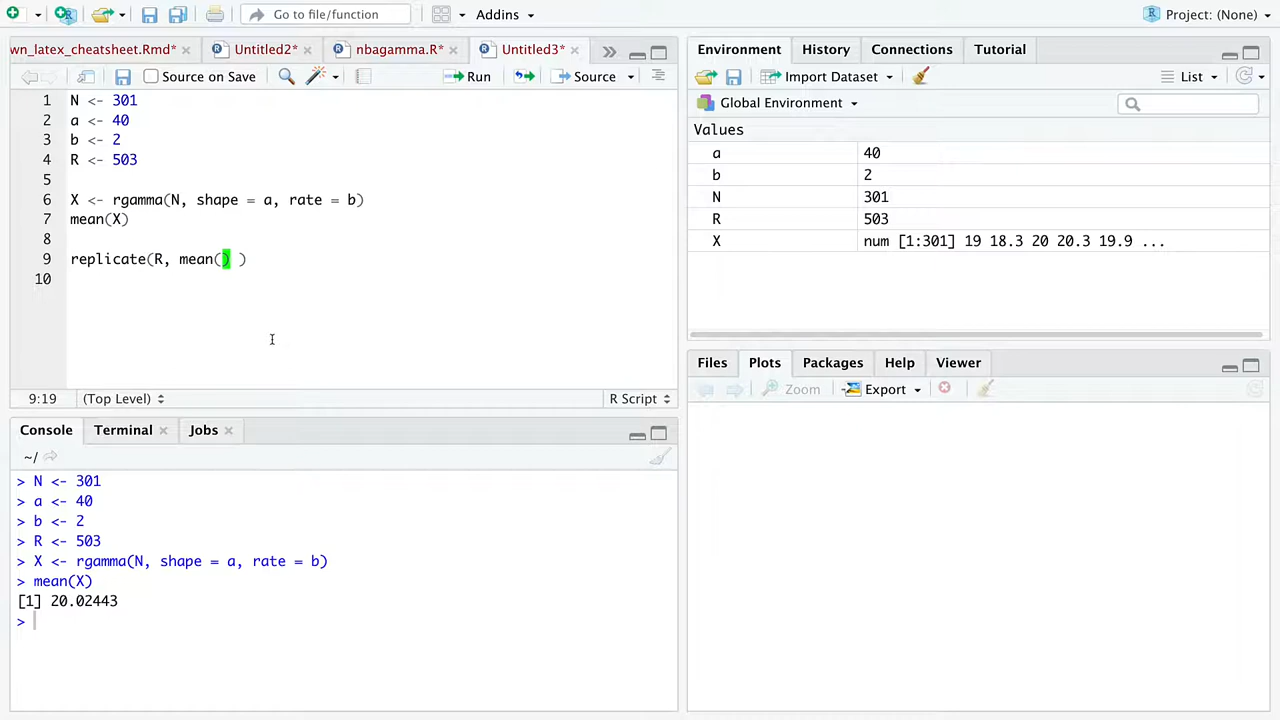 Go to file/function
Addins
Project: (None)
wn_latex_cheatsheet.Rmd*
Untitled2*
nbagamma.R*
Untitled3*
Source on Save
Run
Source
1 N <- 301
2 a <- 40
3 b <- 2
4 R <- 503
5
6 X <- rgamma(N, shape = a, rate = b)
7 mean(X)
8
9 replicate(R, mean() )
10
9:19
(Top Level)
R Script
Console
Terminal
Jobs
~/
> N <- 301
> a <- 40
> b <- 2
> R <- 503
> X <- rgamma(N, shape = a, rate = b)
> mean(X)
[1] 20.02443
>
Environment
History
Connections
Tutorial
Import Dataset
List
Global Environment
Values
a 40
b 2
N 301
R 503
X num [1:301] 19 18.3 20 20.3 19.9 ...
Files
Plots
Packages
Help
Viewer
Zoom
Export